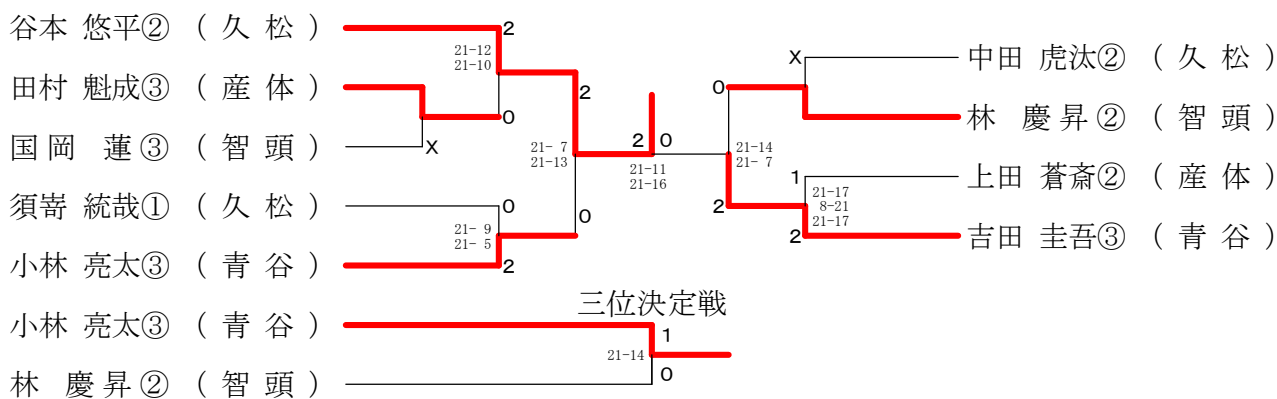 谷本 悠平② ( 久 松 )
2
21-12
21-10
田村 魁成③ ( 産 体 )
0
国岡 蓮③ ( 智 頭 )
X
2
21- 7
21-13
須嵜 統哉① ( 久 松 )
0
21- 9
21- 5
0
小林 亮太③ ( 青 谷 )
2
2 0
21-11
21-16
中田 虎汰② ( 久 松 )
X
0
林 慶昇② ( 智 頭 )
21-14
21- 7
上田 蒼斎② ( 産 体 )
1
21-17
8-21
21-17
2
吉田 圭吾③ ( 青 谷 )
2
三位決定戦
小林 亮太③ ( 青 谷 )
1
21-14
林 慶昇② ( 智 頭 )
0